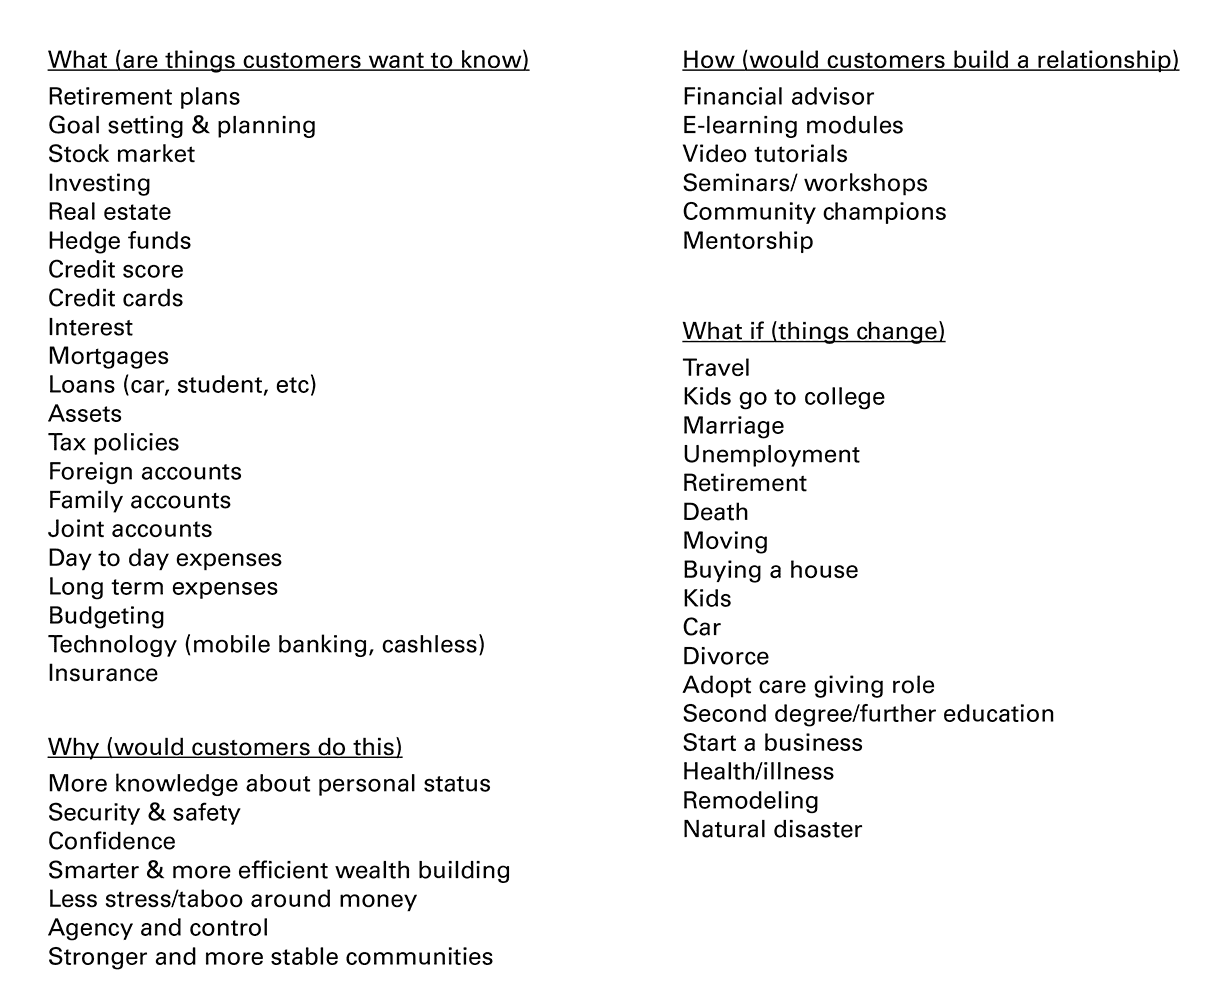 What (are things customers want to know)
Retirement plans
Goal setting & planning
Stock market
Investing
Real estate
Hedge funds
Credit score
Credit cards
Interest
Mortgages
Loans (car, student, etc)
Assets
Tax policies
Foreign accounts
Family accounts
Joint accounts
Day to day expenses
Long term expenses
Budgeting
Technology (mobile banking, cashless)
Insurance
Why (would customers do this)
More knowledge about personal status
Security & safety
Confidence
Smarter & more efficient wealth building
Less stress/taboo around money
Agency and control
Stronger and more stable communities
How (would customers build a relationship)
Financial advisor
E-learning modules
Video tutorials
Seminars/ workshops
Community champions
Mentorship
What if (things change)
Travel
Kids go to college
Marriage
Unemployment
Retirement
Death
Moving
Buying a house
Kids
Car
Divorce
Adopt care giving role
Second degree/further education
Start a business
Health/illness
Remodeling
Natural disaster